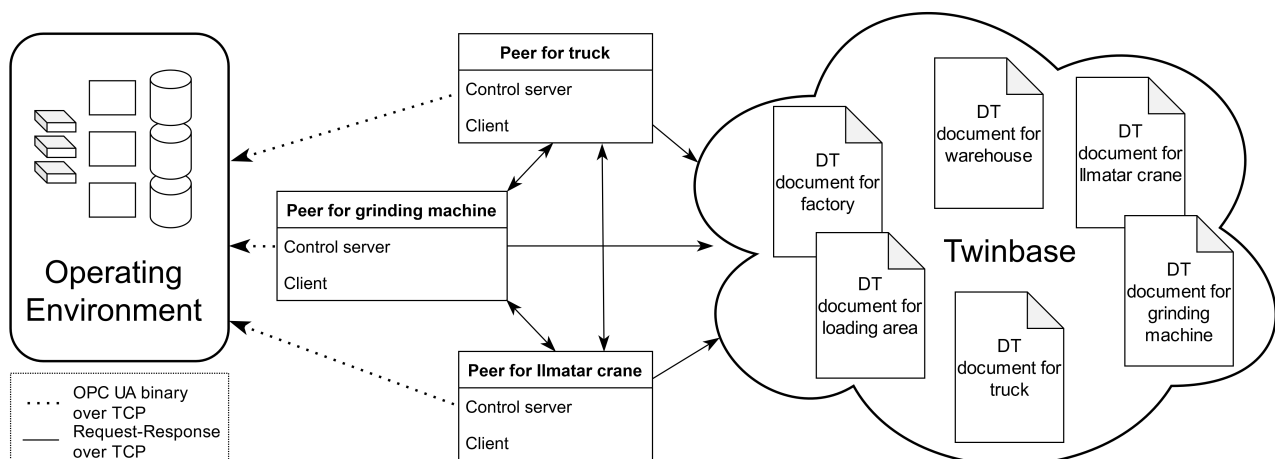 Operating
Environment
OPC UA binary
over TCP
Request-Response
over TCP
Peer for truck
Control server
Client
Peer for grinding machine
Control server
Client
Peer for Ilmatar crane
Control server
Client
DT
document for
factory
DT
document for
warehouse
DT
document for
Ilmatar crane
DT
document for
loading area
Twinbase
DT
document for
grinding
machine
DT
document for
truck